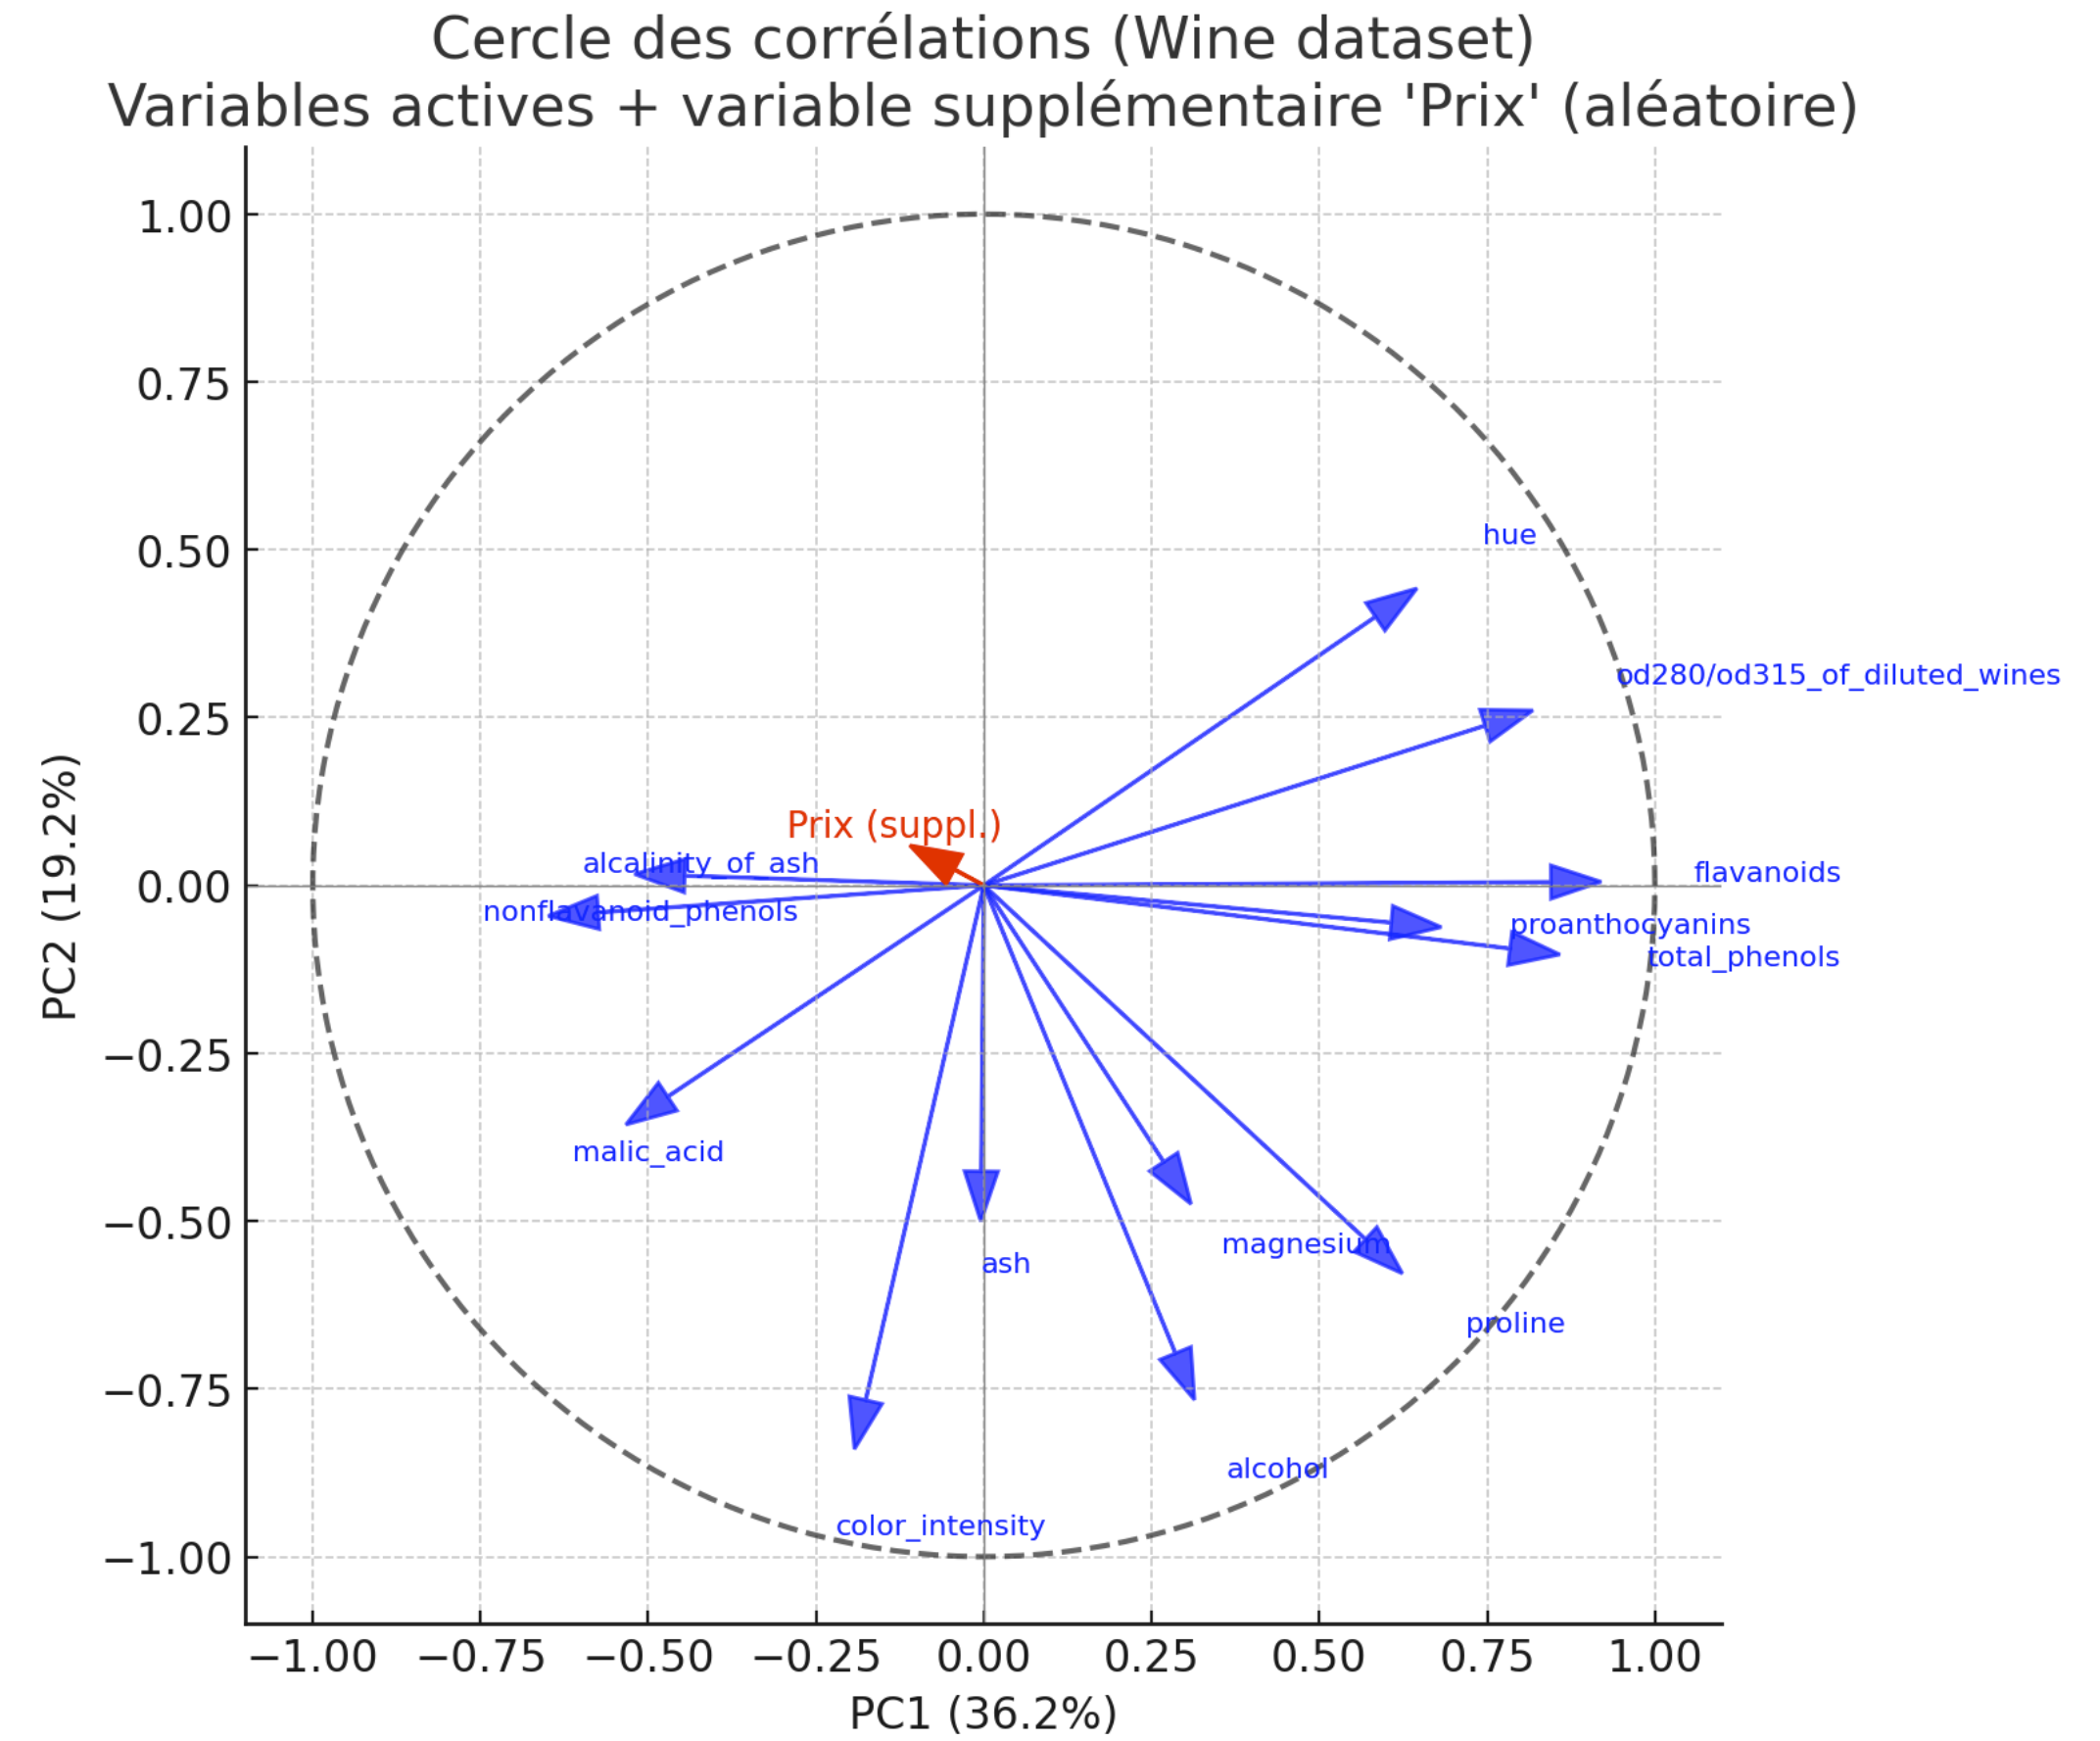 Cercle des corrélations (Wine dataset)
Variables actives + variable supplémentaire 'Prix' (aléatoire)
1.00
0.75
0.50
0.25
0.00
−0.25
−0.50
−0.75
−1.00
PC2 (19.2%)
hue
od280/od315_of_diluted_wines
Prix (suppl.)
alcalinity_of_ash
flavanoids
nonflavanoid_phenols
proanthocyanins
total_phenols
malic_acid
magnesium
ash
proline
alcohol
color_intensity
−1.00 −0.75 −0.50 −0.25 0.00 0.25 0.50 0.75 1.00
PC1 (36.2%)